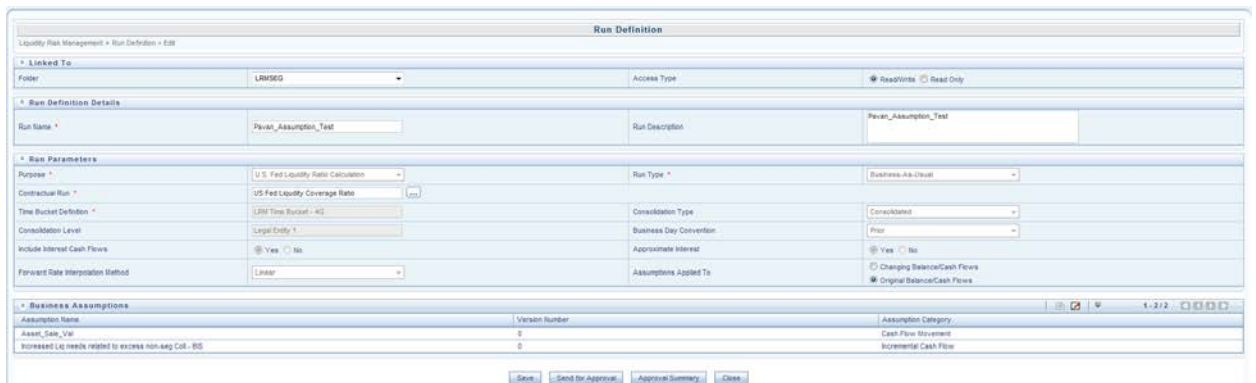 Run Definition
Liquidity Risk Management » Run Definition » Edit
Linked To
Folder LRMSEG Access Type Read/Write Read Only
Run Definition Details
Run Name * Pavan_Assumption_Test Run Description Pavan_Assumption_Test
Run Parameters
Purpose * U.S. Fed Liquidity Ratio Calculation Run Type * Business-As-Usual
Contractual Run * US Fed Liquidity Coverage Ratio ...
Time Bucket Definition * LRM Time Bucket - 4G Consolidation Type Consolidated
Consolidation Level Legal Entity 1 Business Day Convention Prior
Include Interest Cash Flows Yes No Approximate Interest Yes No
Forward Rate Interpolation Method Linear Assumptions Applied To Changing Balance/Cash Flows
Original Balance/Cash Flows
Business Assumptions 1 - 2 / 2
Assumption Name Version Number Assumption Category
Asset_Sale_Val 0 Cash Flow Movement
Increased Liq needs related to excess non-seg Coll - BIS 0 Incremental Cash Flow
Save Send for Approval Approval Summary Close